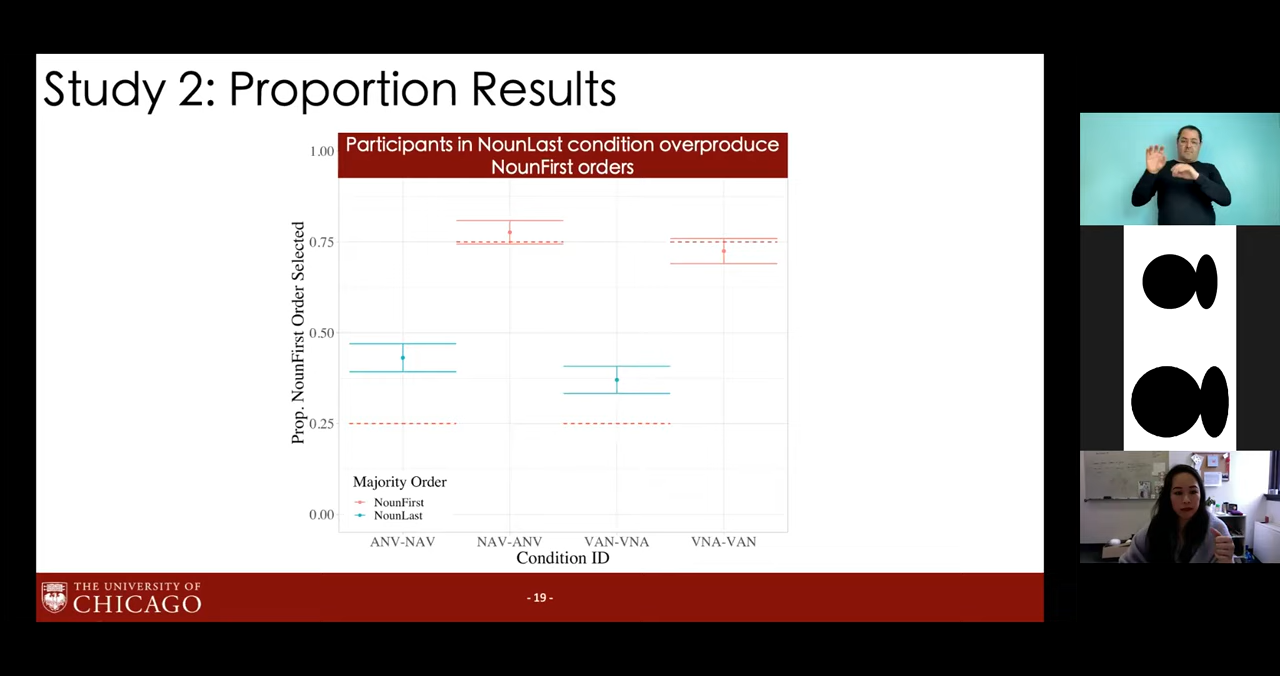 Study 2: Proportion Results
Participants in NounLast condition overproduce
NounFirst orders
Prop. NounFirst Order Selected
1.00
0.75
0.50
0.25
0.00
Majority Order
NounFirst
NounLast
ANV-NAV
NAV-ANV
VAN-VNA
VNA-VAN
Condition ID
THE UNIVERSITY OF
CHICAGO
- 19 -